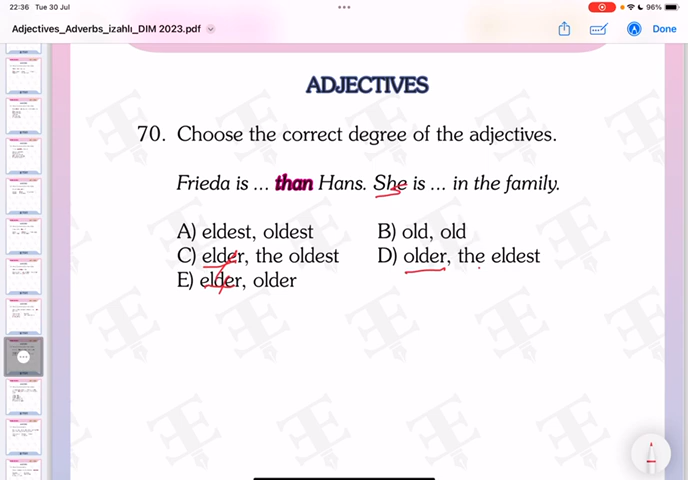 22:36 Tue 30 Jul
96%
Adjectives_Adverbs_izahlı_DIM 2023.pdf
Done
ADJECTIVES
70. Choose the correct degree of the adjectives.
Frieda is ... than Hans. She is ... in the family.
A) eldest, oldest
B) old, old
C) elder, the oldest
D) older, the eldest
E) elder, older